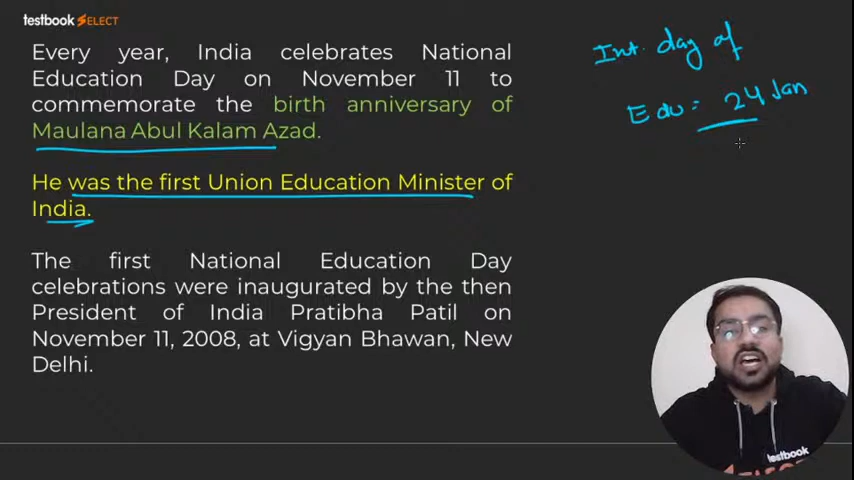 testbook SELECT
Every year, India celebrates National
Education Day on November 11 to
commemorate the birth anniversary of
Maulana Abul Kalam Azad.
He was the first Union Education Minister of
India.
The first National Education Day
celebrations were inaugurated by the then
President of India Pratibha Patil on
November 11, 2008, at Vigyan Bhawan, New
Delhi.
Int. day of
Edu = 24 Jan
testbook